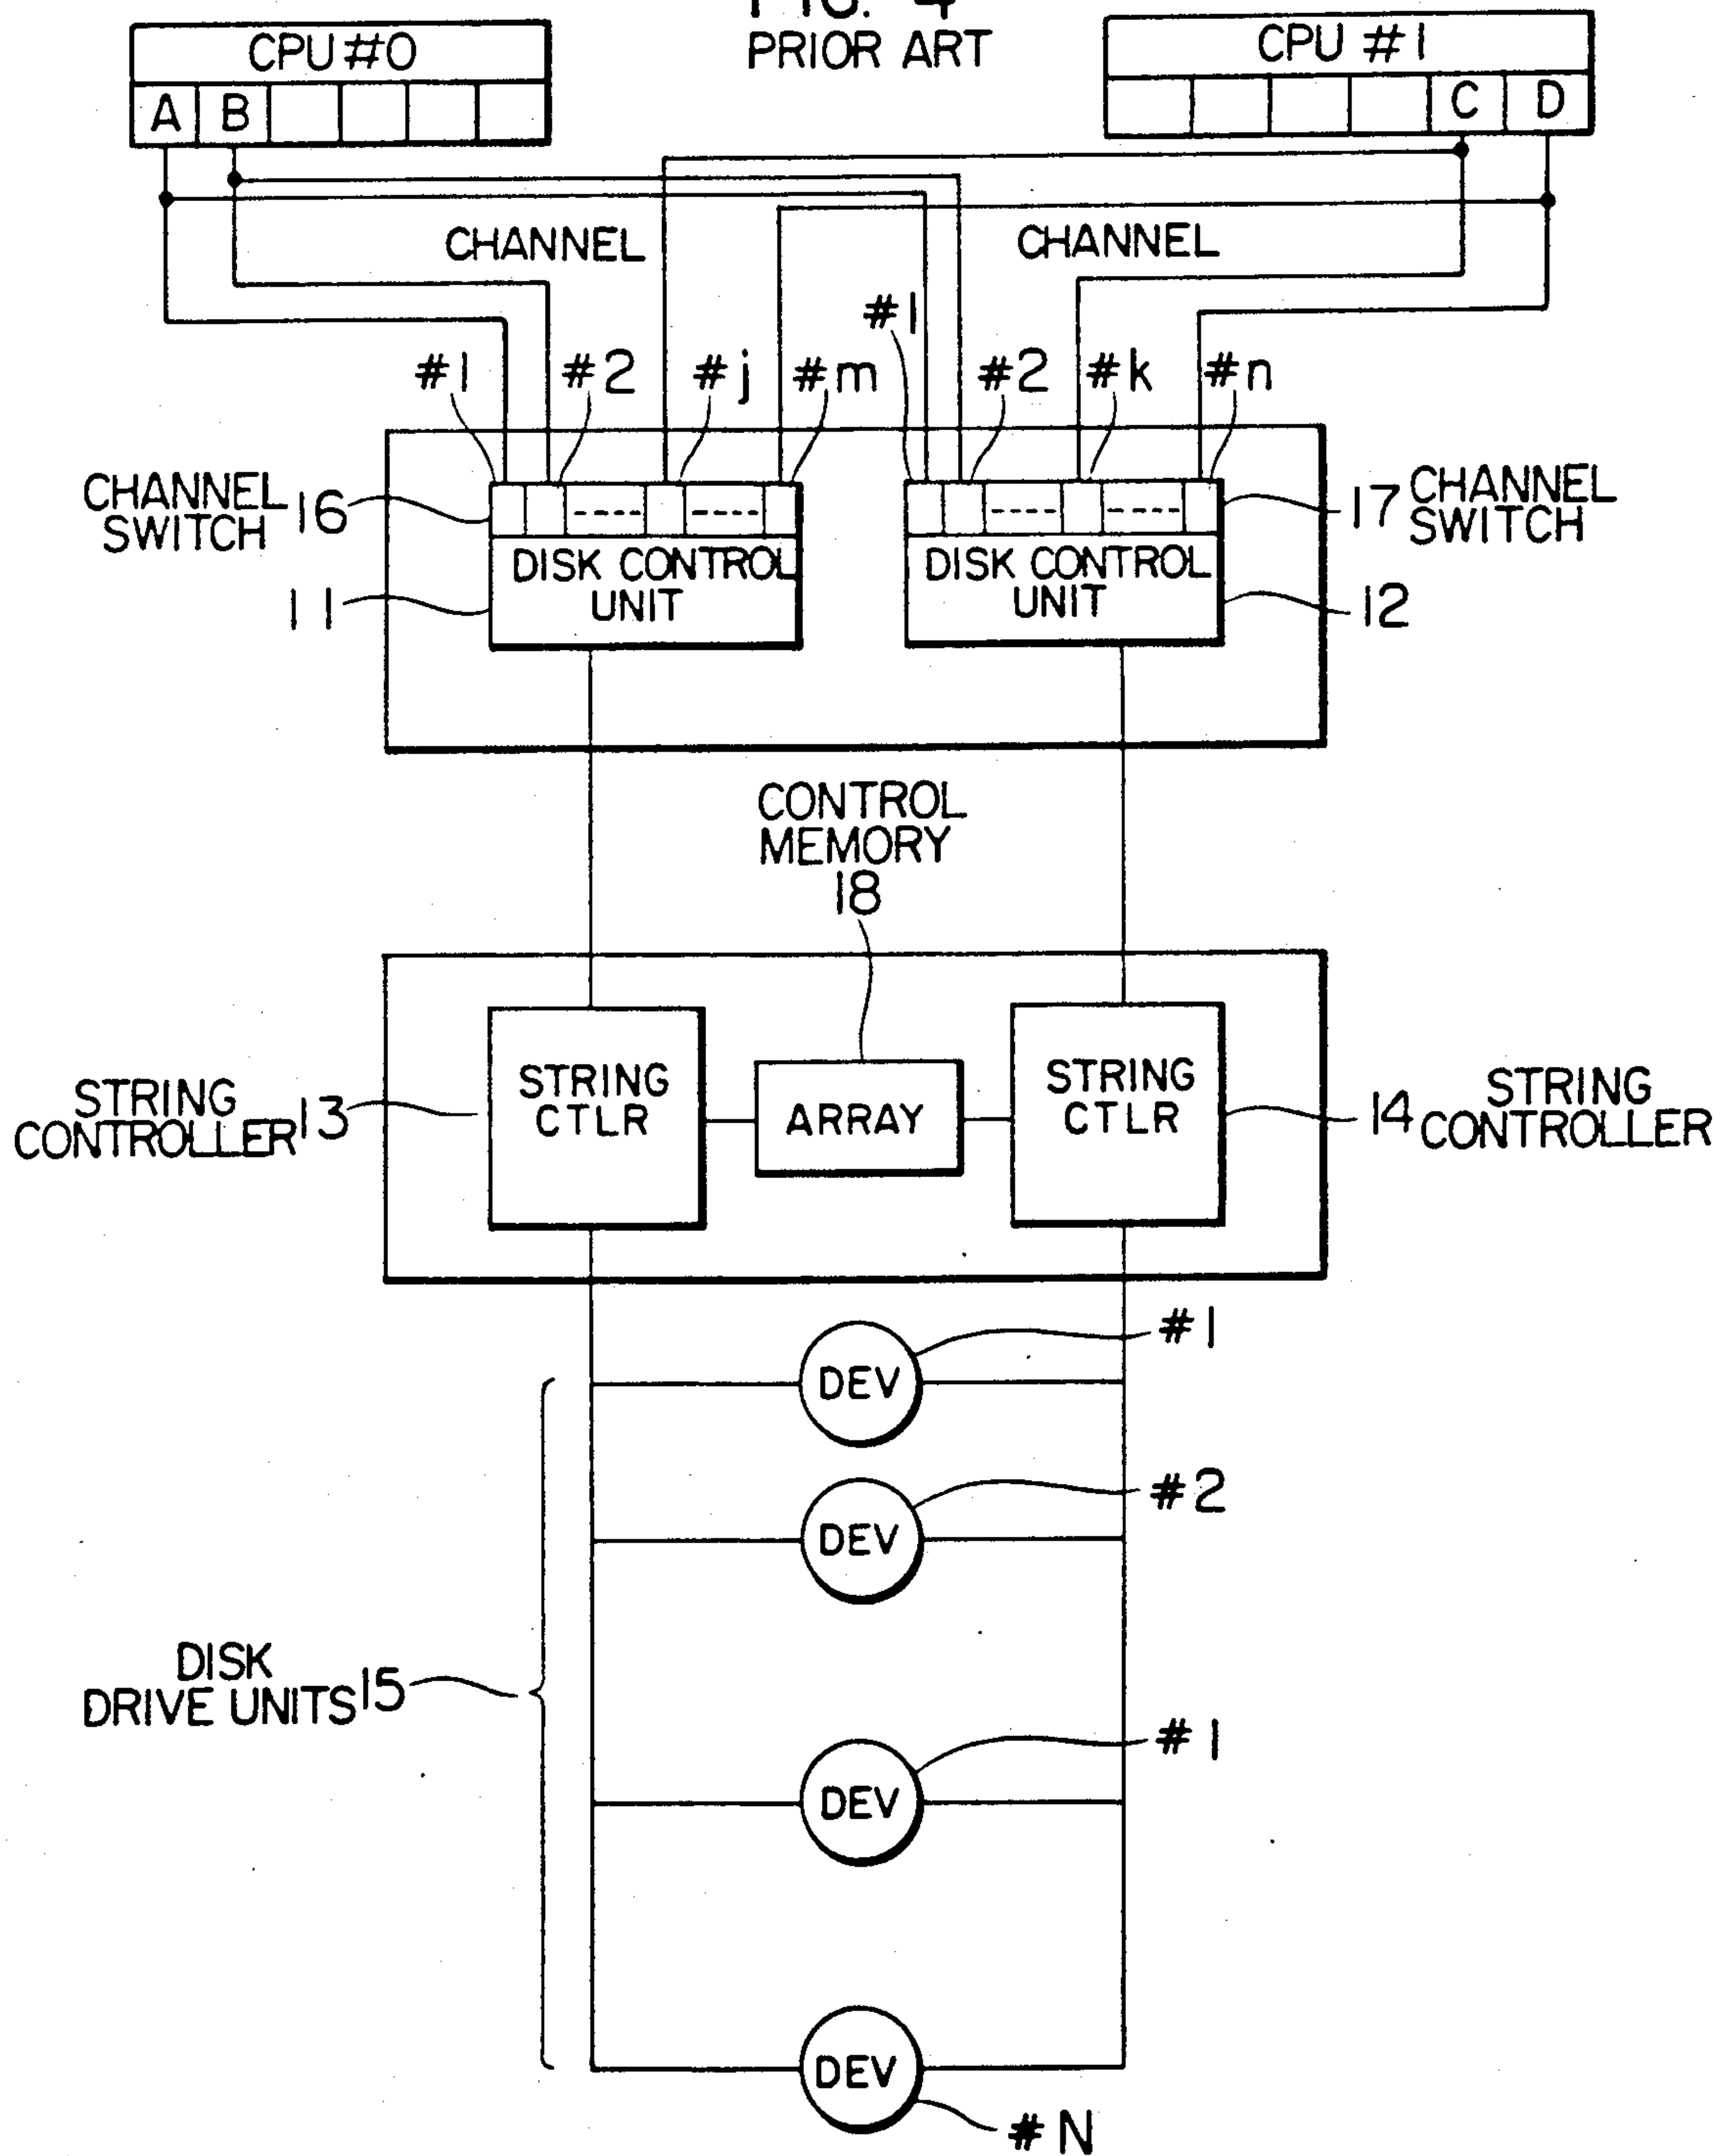 FIG. 4
PRIOR ART
CPU #0
A B
CPU #1
C D
CHANNEL
CHANNEL
#1
#2
#j
#m
#1
#2
#k
#n
CHANNEL
SWITCH 16
17 CHANNEL
SWITCH
DISK CONTROL
UNIT
DISK CONTROL
UNIT
11
12
CONTROL
MEMORY
18
STRING
CTLR
ARRAY
STRING
CTLR
STRING
CONTROLLER 13
14 STRING
CONTROLLER
DEV
#1
DEV
#2
DISK
DRIVE UNITS 15
DEV
#1
DEV
#N